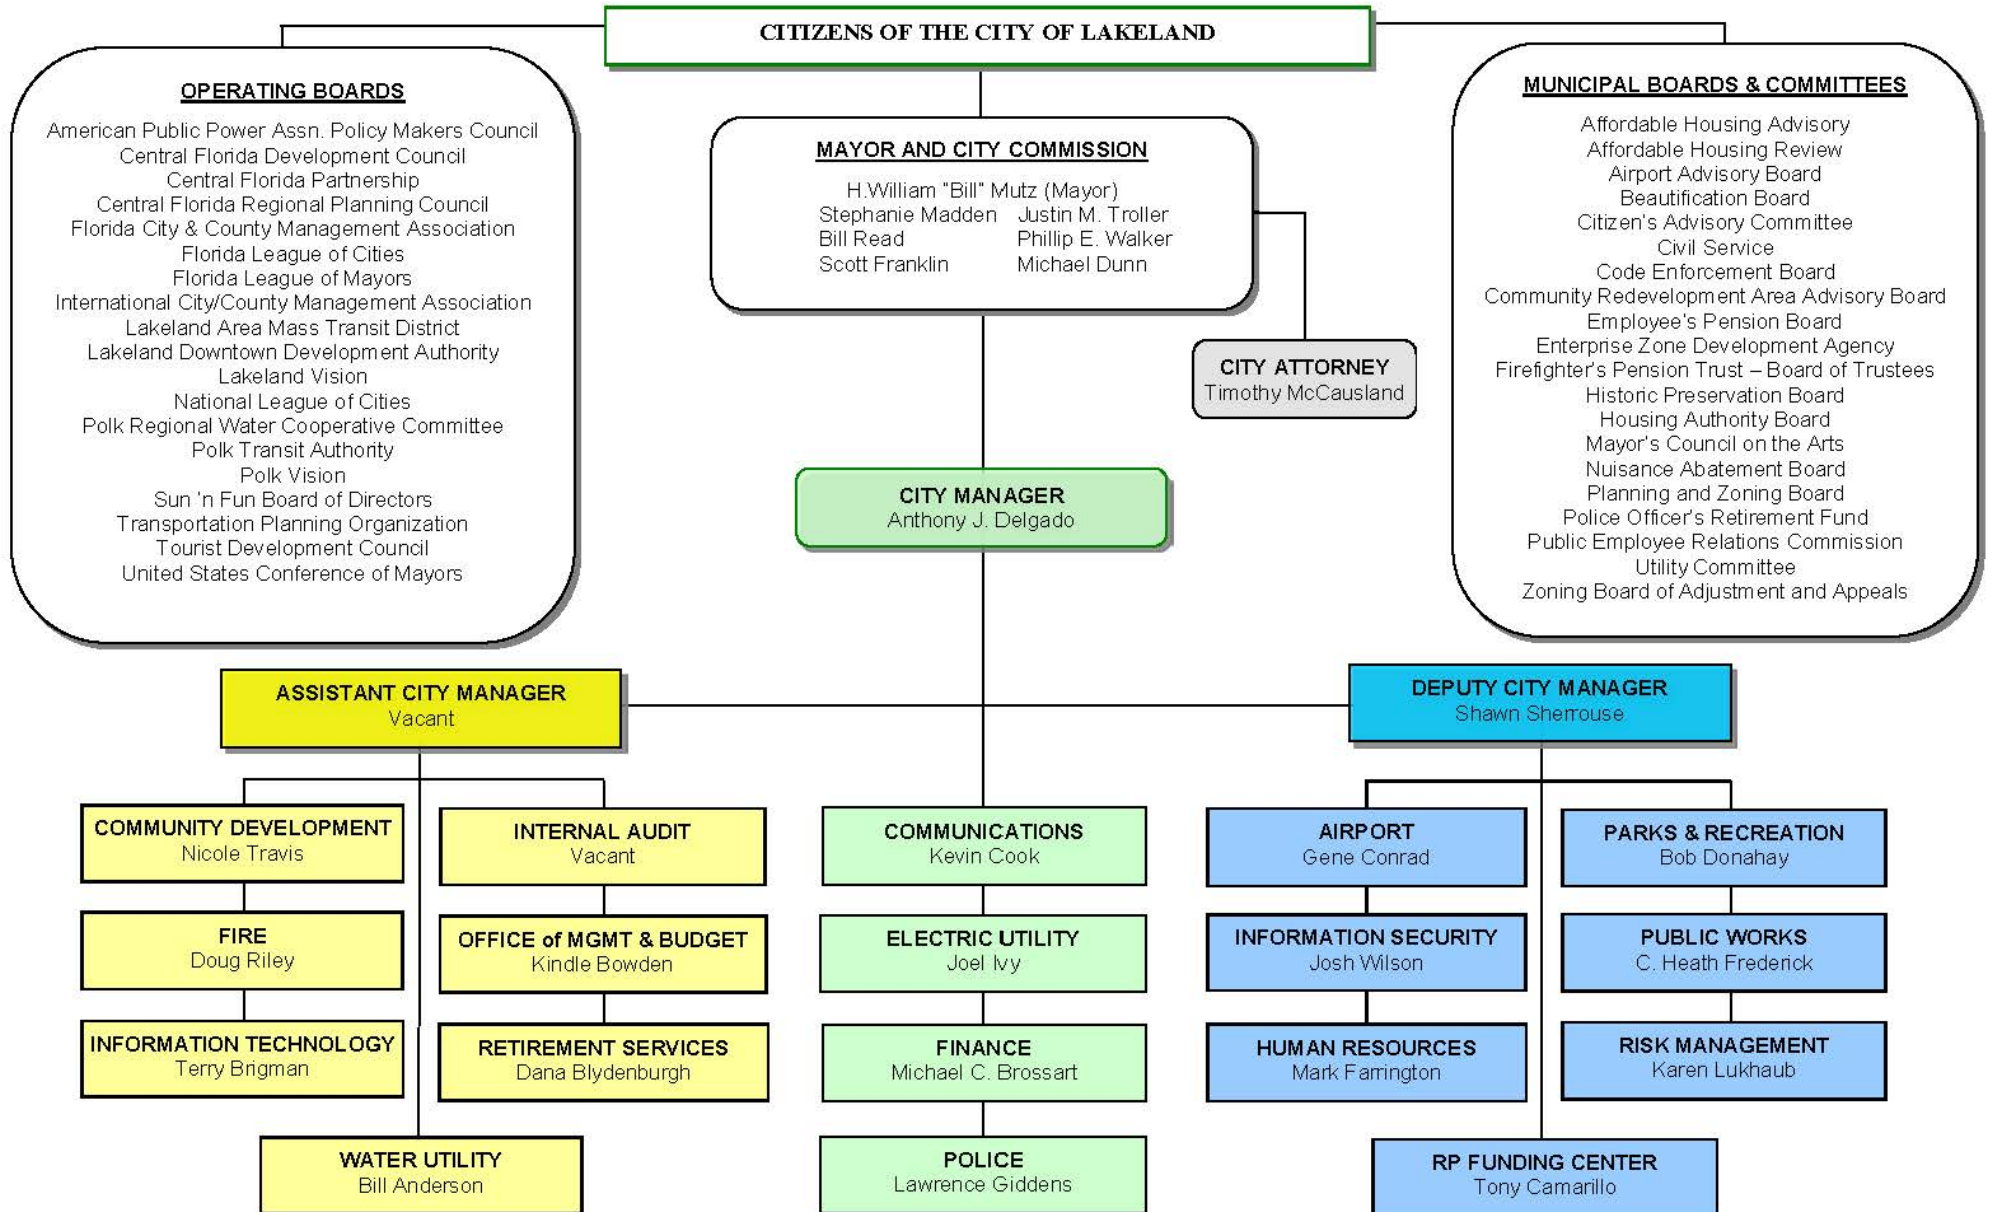 CITIZENS OF THE CITY OF LAKELAND
OPERATING BOARDS
American Public Power Assn. Policy Makers Council
Central Florida Development Council
Central Florida Partnership
Central Florida Regional Planning Council
Florida City & County Management Association
Florida League of Cities
Florida League of Mayors
International City/County Management Association
Lakeland Area Mass Transit District
Lakeland Downtown Development Authority
Lakeland Vision
National League of Cities
Polk Regional Water Cooperative Committee
Polk Transit Authority
Polk Vision
Sun 'n Fun Board of Directors
Transportation Planning Organization
Tourist Development Council
United States Conference of Mayors
MAYOR AND CITY COMMISSION
H.William "Bill" Mutz (Mayor)
Stephanie Madden Justin M. Troller
Bill Read Phillip E. Walker
Scott Franklin Michael Dunn
MUNICIPAL BOARDS & COMMITTEES
Affordable Housing Advisory
Affordable Housing Review
Airport Advisory Board
Beautification Board
Citizen's Advisory Committee
Civil Service
Code Enforcement Board
Community Redevelopment Area Advisory Board
Employee's Pension Board
Enterprise Zone Development Agency
Firefighter's Pension Trust – Board of Trustees
Historic Preservation Board
Housing Authority Board
Mayor's Council on the Arts
Nuisance Abatement Board
Planning and Zoning Board
Police Officer's Retirement Fund
Public Employee Relations Commission
Utility Committee
Zoning Board of Adjustment and Appeals
CITY ATTORNEY
Timothy McCausland
CITY MANAGER
Anthony J. Delgado
ASSISTANT CITY MANAGER
Vacant
DEPUTY CITY MANAGER
Shawn Sherrouse
COMMUNITY DEVELOPMENT
Nicole Travis
FIRE
Doug Riley
INFORMATION TECHNOLOGY
Terry Brigman
INTERNAL AUDIT
Vacant
OFFICE of MGMT & BUDGET
Kindle Bowden
RETIREMENT SERVICES
Dana Blydenburgh
WATER UTILITY
Bill Anderson
COMMUNICATIONS
Kevin Cook
ELECTRIC UTILITY
Joel Ivy
FINANCE
Michael C. Brossart
POLICE
Lawrence Giddens
AIRPORT
Gene Conrad
INFORMATION SECURITY
Josh Wilson
HUMAN RESOURCES
Mark Farrington
PARKS & RECREATION
Bob Donahay
PUBLIC WORKS
C. Heath Frederick
RISK MANAGEMENT
Karen Lukhaub
RP FUNDING CENTER
Tony Camarillo